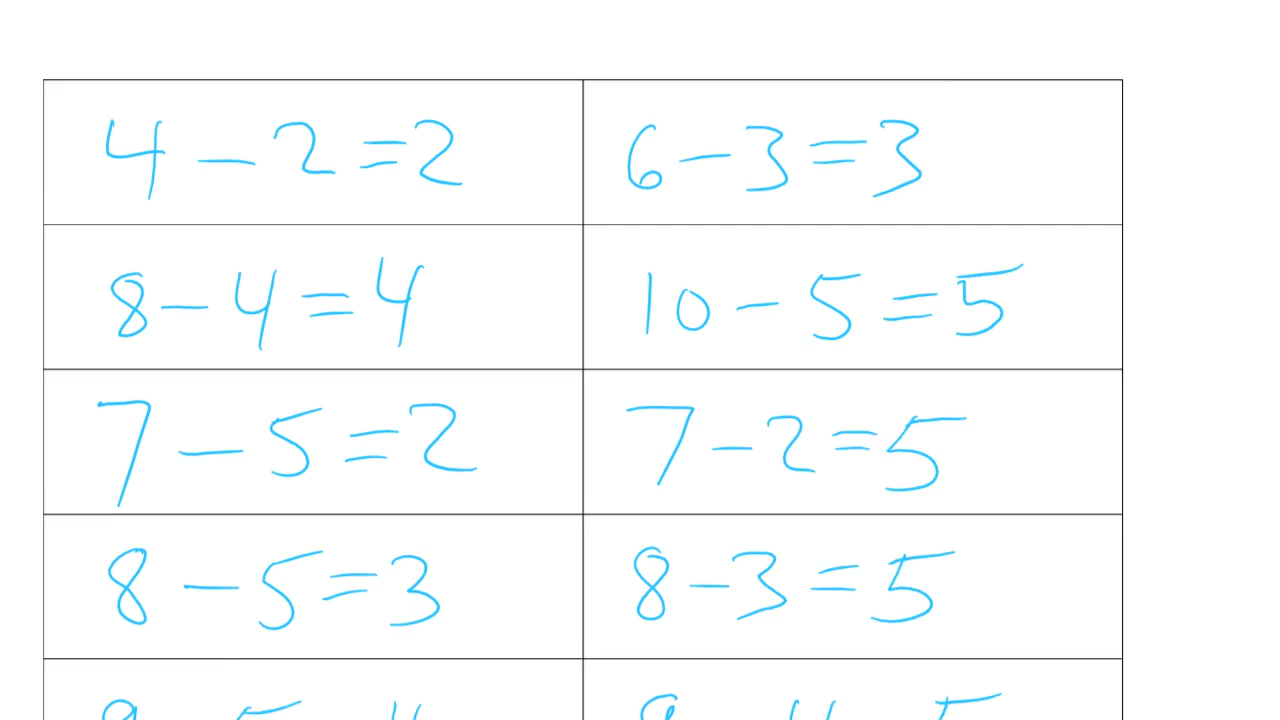 4 - 2 = 2
6 - 3 = 3
8 - 4 = 4
10 - 5 = 5
7 - 5 = 2
7 - 2 = 5
8 - 5 = 3
8 - 3 = 5